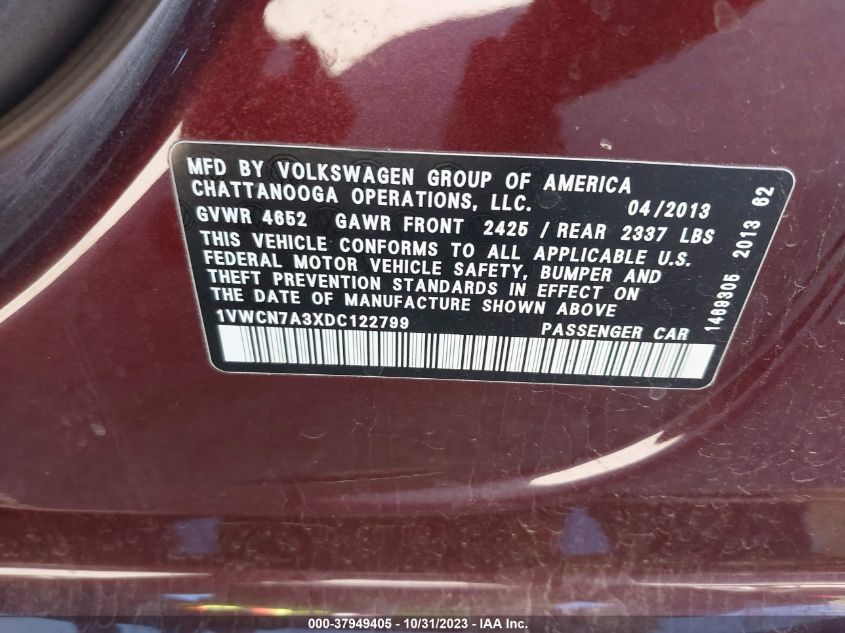 MFD BY VOLKSWAGEN GROUP OF AMERICA
CHATTANOOGA OPERATIONS, LLC. 04/2013
GVWR 4652 GAWR FRONT 2425 / REAR 2337 LBS
THIS VEHICLE CONFORMS TO ALL APPLICABLE U.S.
FEDERAL MOTOR VEHICLE SAFETY, BUMPER AND
THEFT PREVENTION STANDARDS IN EFFECT ON
THE DATE OF MANUFACTURE SHOWN ABOVE
1VWCN7A3XDC122799 PASSENGER CAR
1469305 2013 62
000-37949405 - 10/31/2023 - IAA Inc.